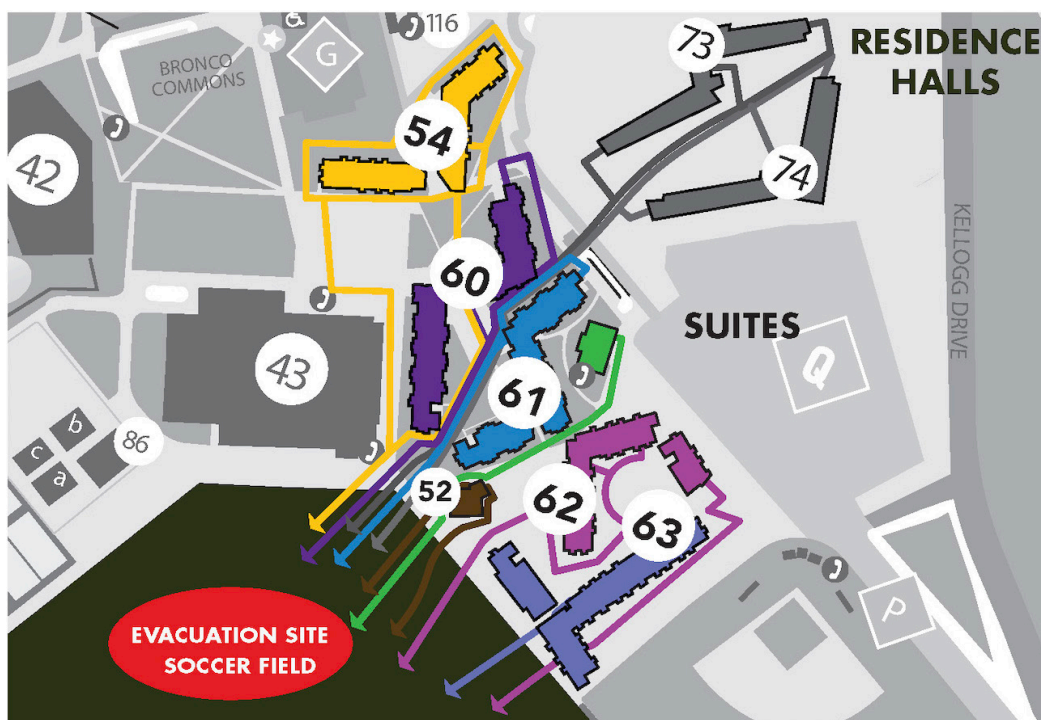 116
G
73
RESIDENCE
HALLS
BRONCO
COMMONS
54
42
74
KELLOGG DRIVE
60
SUITES
43
Q
61
b
c
86
a
52
62
63
P
EVACUATION SITE
SOCCER FIELD